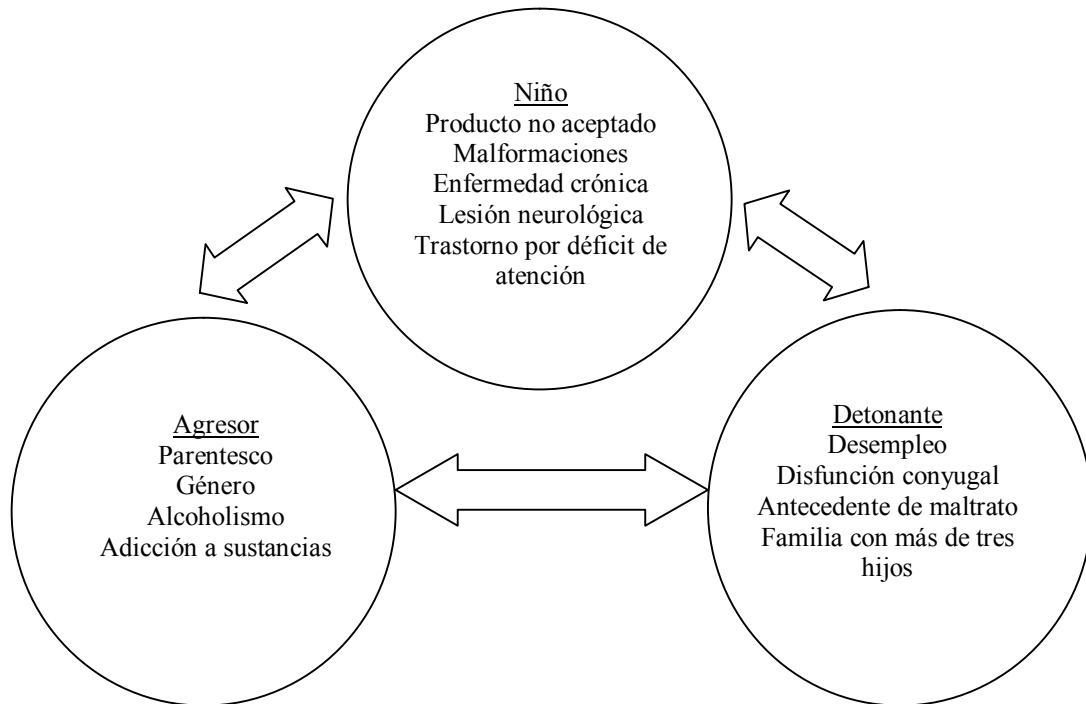 Niño
Producto no aceptado
Malformaciones
Enfermedad crónica
Lesión neurológica
Trastorno por déficit de
atención
Agresor
Parentesco
Género
Alcoholismo
Adicción a sustancias
Detonante
Desempleo
Disfunción conyugal
Antecedente de maltrato
Familia con más de tres
hijos